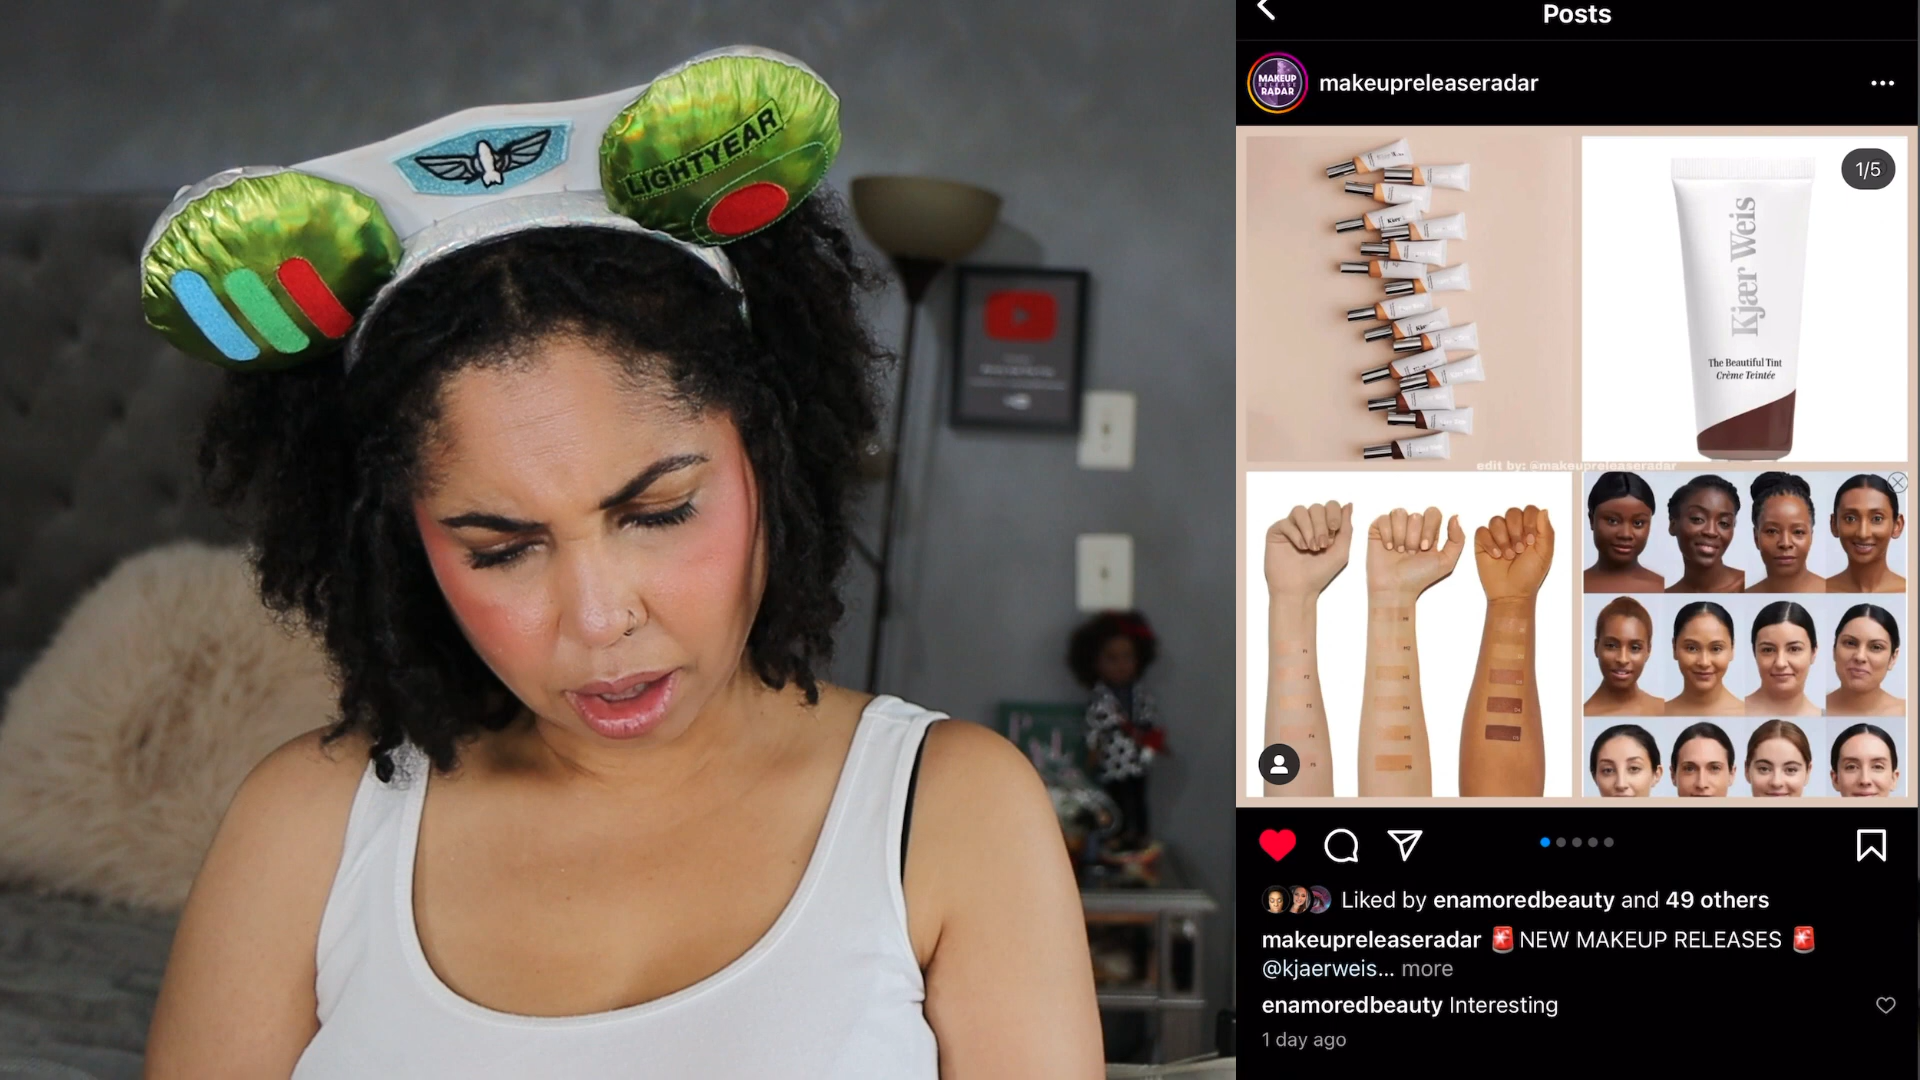 LIGHTYEAR
Posts
MAKEUP
RELEASE
RADAR
makeupreleaseradar
1/5
Kjær Weis
The Beautiful Tint
Crème Teintée
edit by: @makeupreleaseradar
Liked by enamoredbeauty and 49 others
makeupreleaseradar 🚨 NEW MAKEUP RELEASES 🚨
@kjaerweis... more
enamoredbeauty Interesting
1 day ago